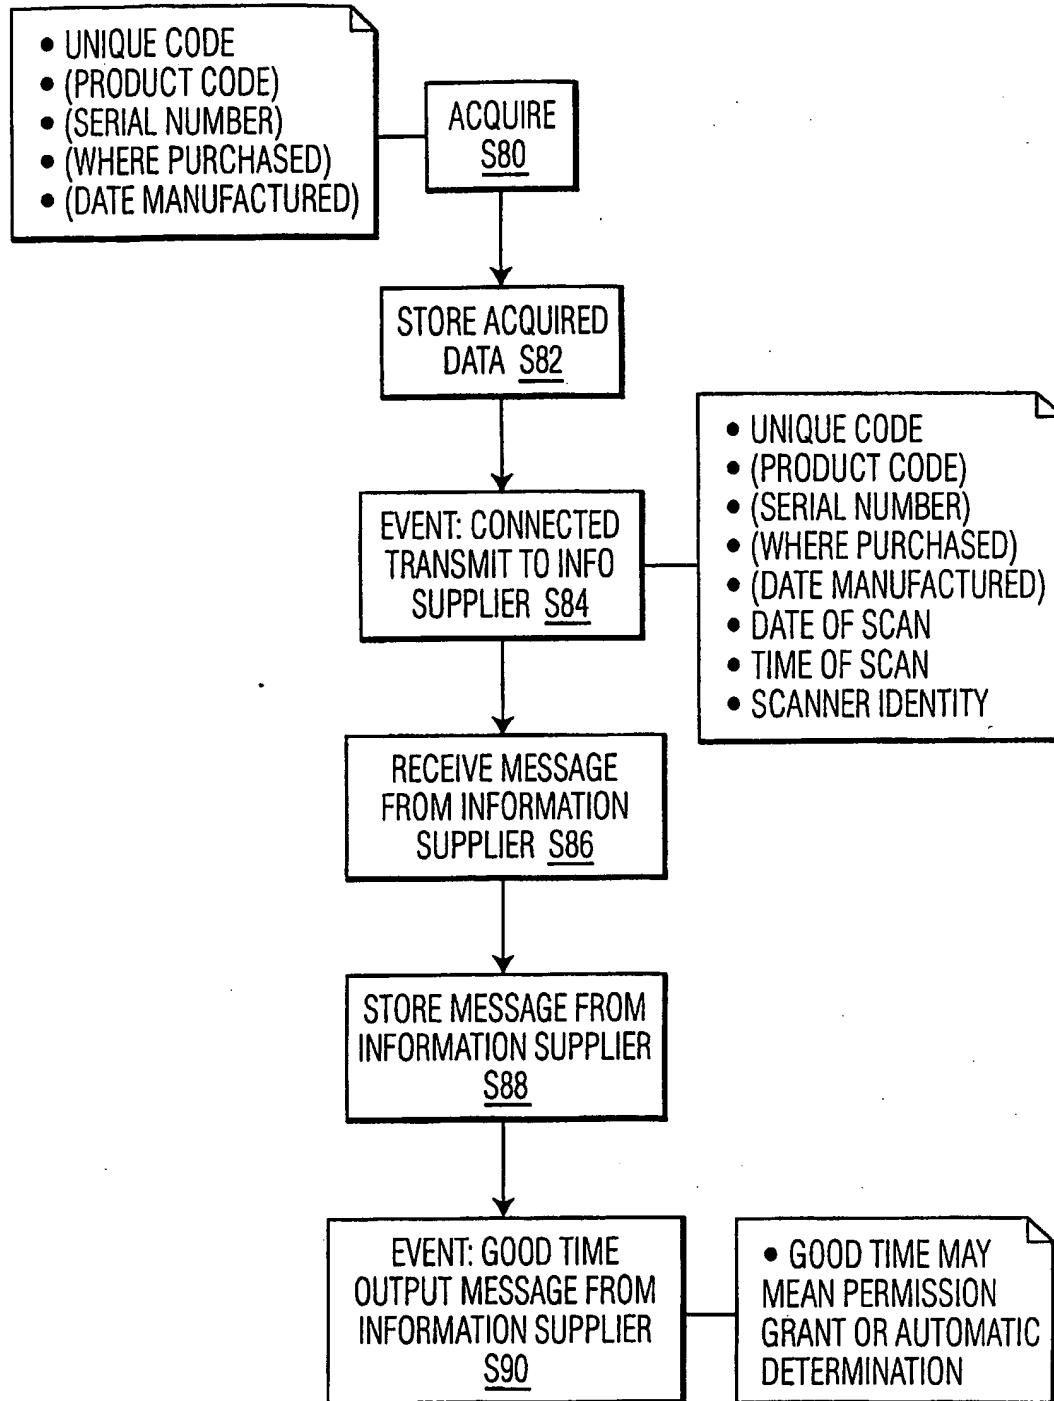 • UNIQUE CODE
• (PRODUCT CODE)
• (SERIAL NUMBER)
• (WHERE PURCHASED)
• (DATE MANUFACTURED)
ACQUIRE
S80
STORE ACQUIRED
DATA S82
EVENT: CONNECTED
TRANSMIT TO INFO
SUPPLIER S84
• UNIQUE CODE
• (PRODUCT CODE)
• (SERIAL NUMBER)
• (WHERE PURCHASED)
• (DATE MANUFACTURED)
• DATE OF SCAN
• TIME OF SCAN
• SCANNER IDENTITY
RECEIVE MESSAGE
FROM INFORMATION
SUPPLIER S86
STORE MESSAGE FROM
INFORMATION SUPPLIER
S88
EVENT: GOOD TIME
OUTPUT MESSAGE FROM
INFORMATION SUPPLIER
S90
• GOOD TIME MAY
MEAN PERMISSION
GRANT OR AUTOMATIC
DETERMINATION